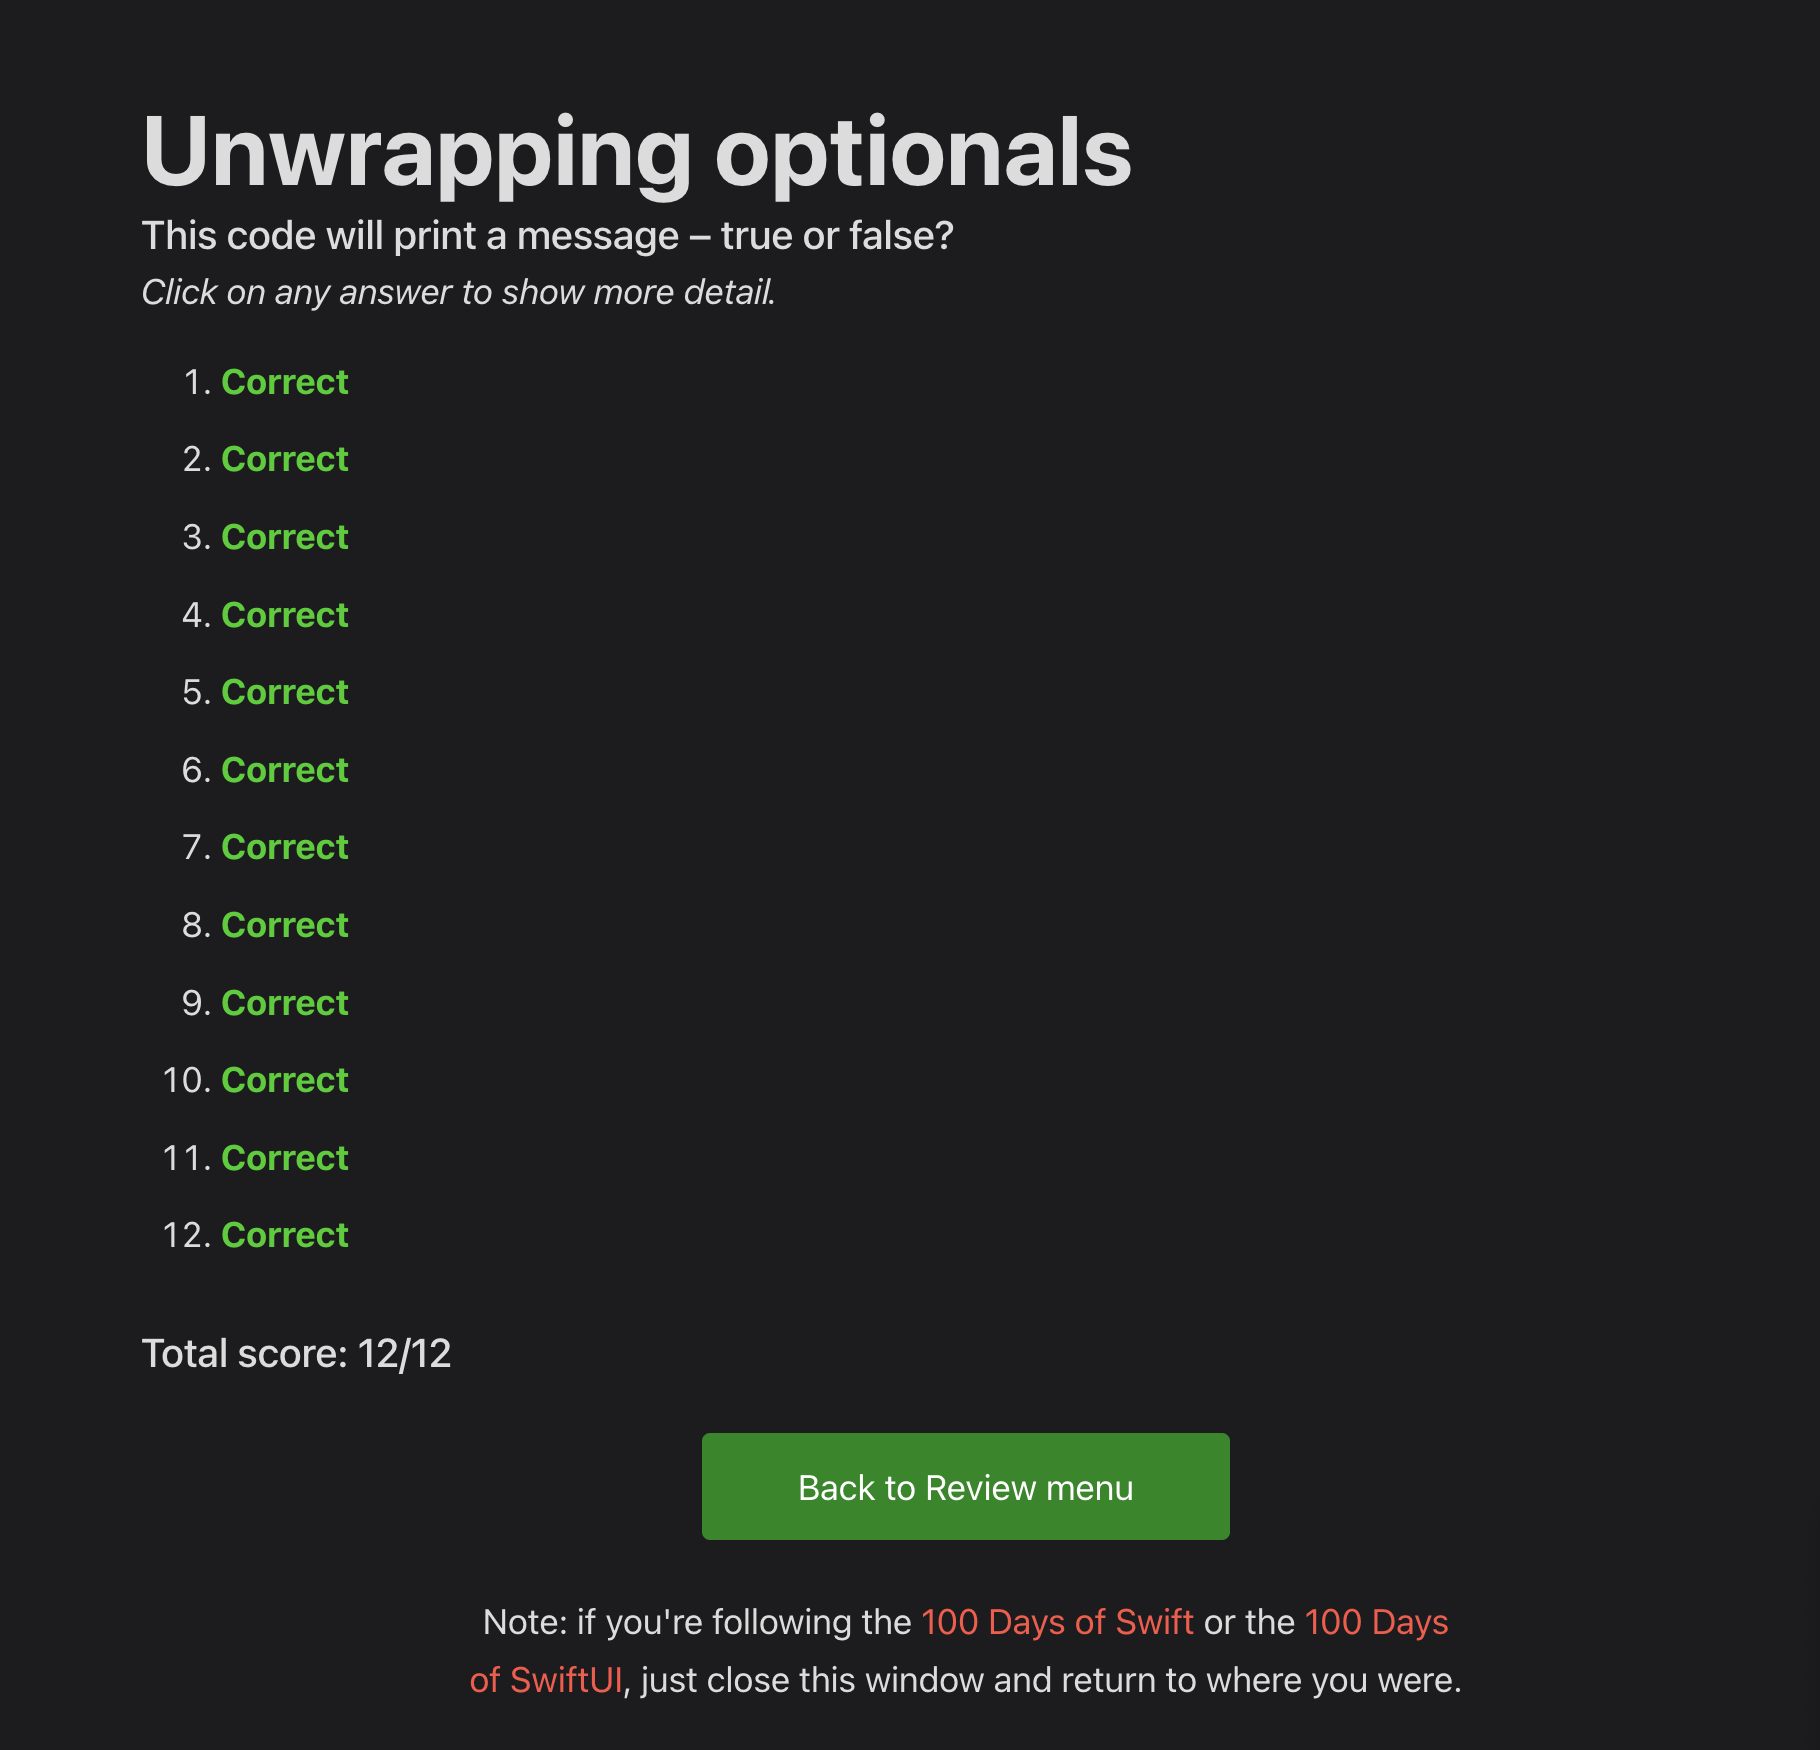 Unwrapping optionals
This code will print a message – true or false?
Click on any answer to show more detail.
1. Correct
2. Correct
3. Correct
4. Correct
5. Correct
6. Correct
7. Correct
8. Correct
9. Correct
10. Correct
11. Correct
12. Correct
Total score: 12/12
Back to Review menu
Note: if you're following the 100 Days of Swift or the 100 Days
of SwiftUI, just close this window and return to where you were.